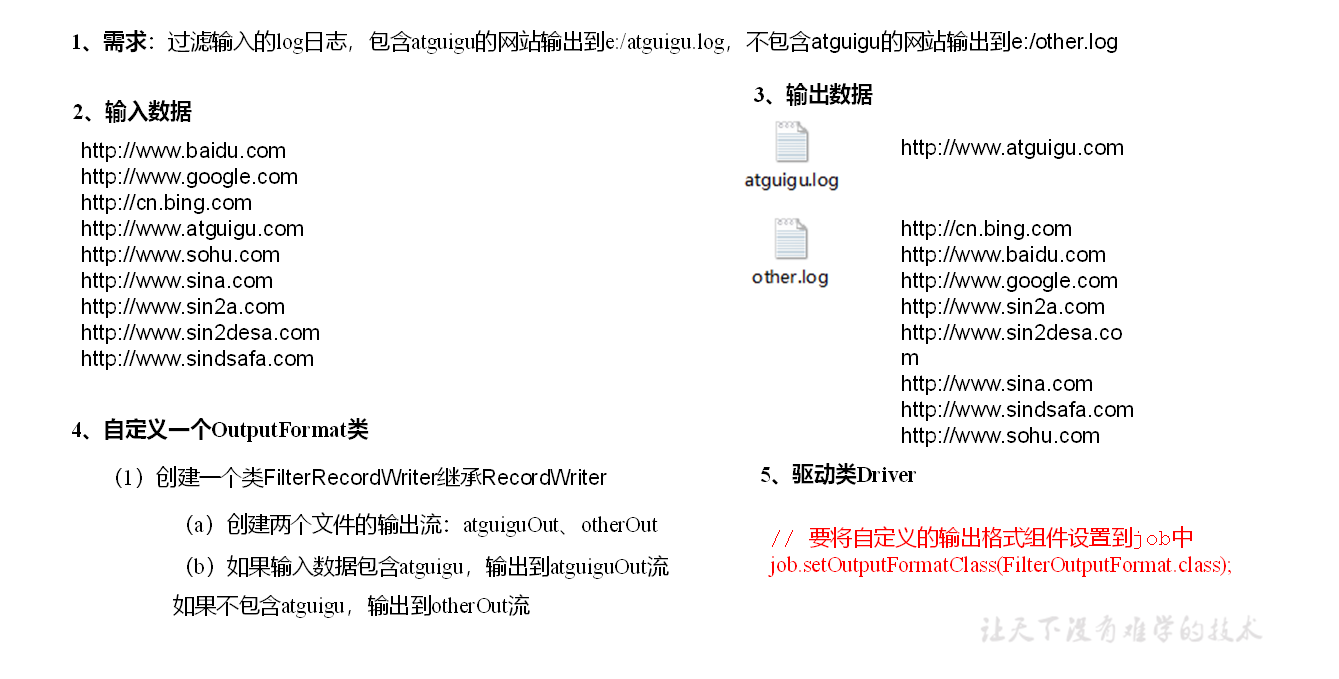 1、需求：过滤输入的log日志，包含atguigu的网站输出到e:/atguigu.log，不包含atguigu的网站输出到e:/other.log
2、输入数据
http://www.baidu.com
http://www.google.com
http://cn.bing.com
http://www.atguigu.com
http://www.sohu.com
http://www.sina.com
http://www.sin2a.com
http://www.sin2desa.com
http://www.sindsafa.com
3、输出数据
atguigu.log
http://www.atguigu.com
other.log
http://cn.bing.com
http://www.baidu.com
http://www.google.com
http://www.sin2a.com
http://www.sin2desa.co
m
http://www.sina.com
http://www.sindsafa.com
http://www.sohu.com
4、自定义一个OutputFormat类
（1）创建一个类FilterRecordWriter继承RecordWriter
（a）创建两个文件的输出流：atguiguOut、otherOut
（b）如果输入数据包含atguigu，输出到atguiguOut流
如果不包含atguigu，输出到otherOut流
5、驱动类Driver
// 要将自定义的输出格式组件设置到job中
job.setOutputFormatClass(FilterOutputFormat.class);
让天下没有难学的技术